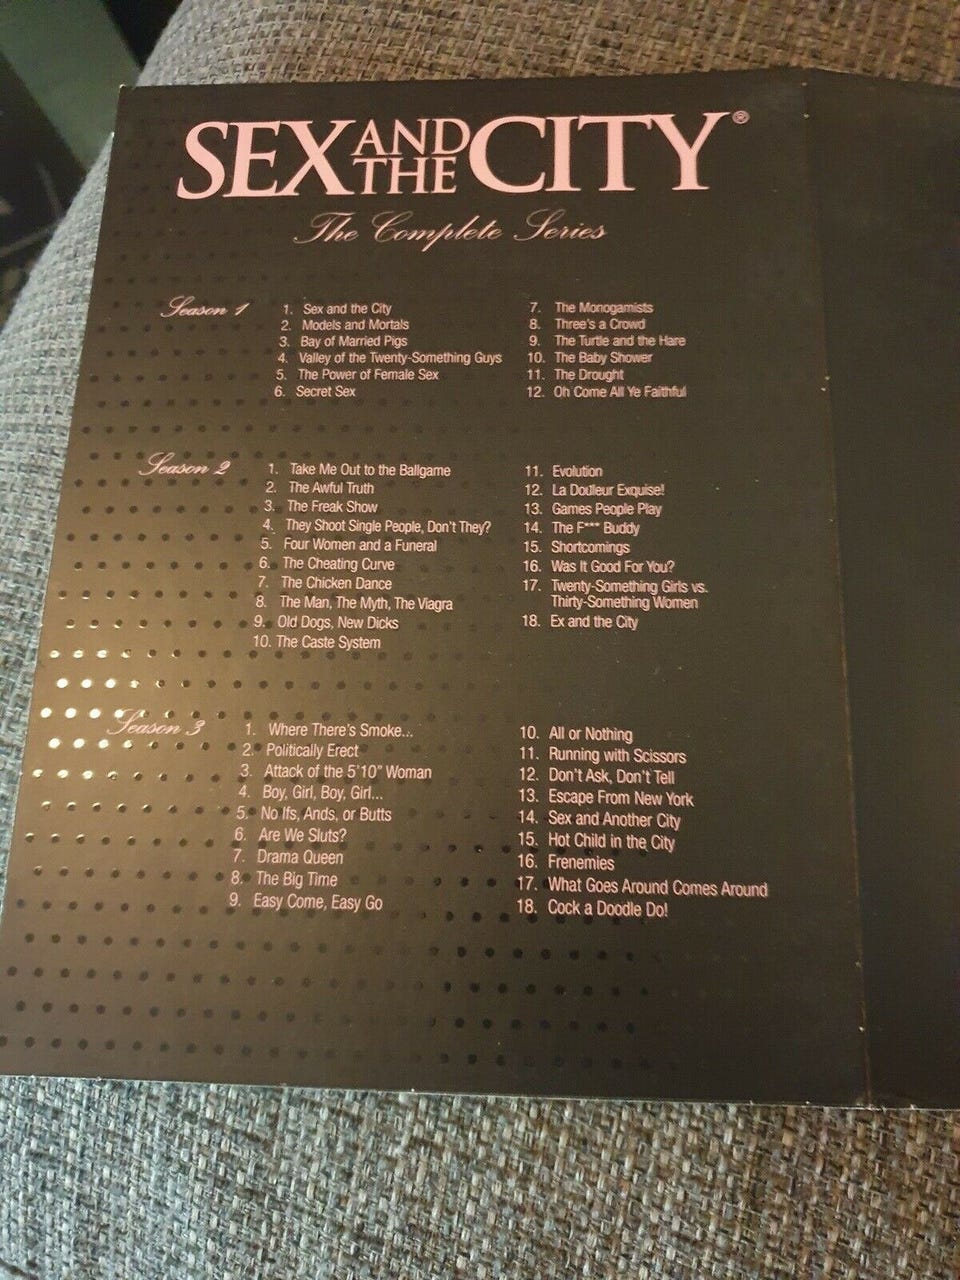 SEX AND THE CITY®
The Complete Series
Season 1
1. Sex and the City
2. Models and Mortals
3. Bay of Married Pigs
4. Valley of the Twenty-Something Guys
5. The Power of Female Sex
6. Secret Sex
7. The Monogamists
8. Three's a Crowd
9. The Turtle and the Hare
10. The Baby Shower
11. The Drought
12. Oh Come All Ye Faithful
Season 2
1. Take Me Out to the Ballgame
2. The Awful Truth
3. The Freak Show
4. They Shoot Single People, Don't They?
5. Four Women and a Funeral
6. The Cheating Curve
7. The Chicken Dance
8. The Man, The Myth, The Viagra
9. Old Dogs, New Dicks
10. The Caste System
11. Evolution
12. La Douleur Exquise!
13. Games People Play
14. The F*** Buddy
15. Shortcomings
16. Was It Good For You?
17. Twenty-Something Girls vs.
Thirty-Something Women
18. Ex and the City
Season 3
1. Where There's Smoke...
2. Politically Erect
3. Attack of the 5'10" Woman
4. Boy, Girl, Boy, Girl...
5. No Ifs, Ands, or Butts
6. Are We Sluts?
7. Drama Queen
8. The Big Time
9. Easy Come, Easy Go
10. All or Nothing
11. Running with Scissors
12. Don't Ask, Don't Tell
13. Escape From New York
14. Sex and Another City
15. Hot Child in the City
16. Frenemies
17. What Goes Around Comes Around
18. Cock a Doodle Do!